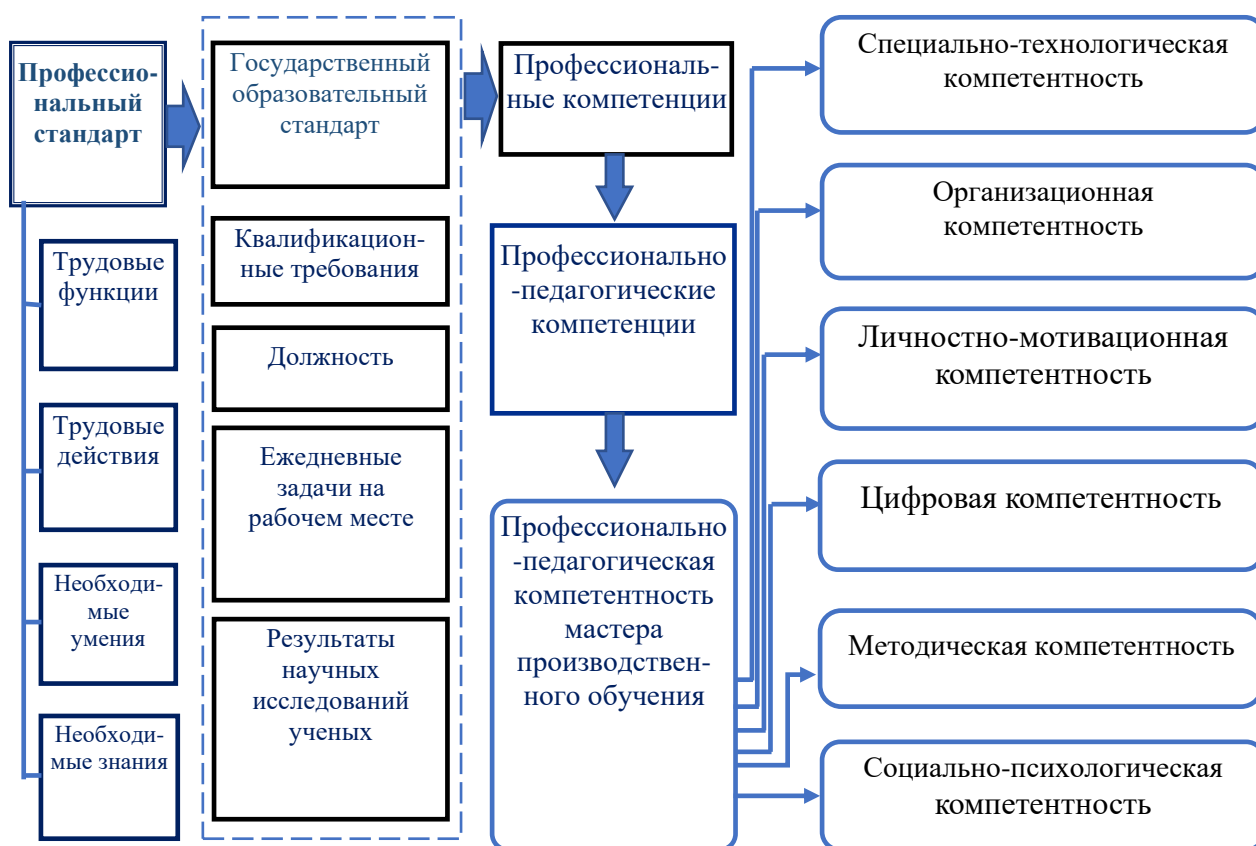 Профессио-
нальный
стандарт
Трудовые
функции
Трудовые
действия
Необходи-
мые
умения
Необходи-
мые знания
Государственный
образовательный
стандарт
Квалификацион-
ные требования
Должность
Ежедневные
задачи на
рабочем месте
Результаты
научных
исследований
ученых
Профессиональ-
ные компетенции
Профессионально
-педагогические
компетенции
Профессионально
-педагогическая
компетентность
мастера
производствен-
ного обучения
Специально-технологическая
компетентность
Организационная
компетентность
Личностно-мотивационная
компетентность
Цифровая компетентность
Методическая компетентность
Социально-психологическая
компетентность